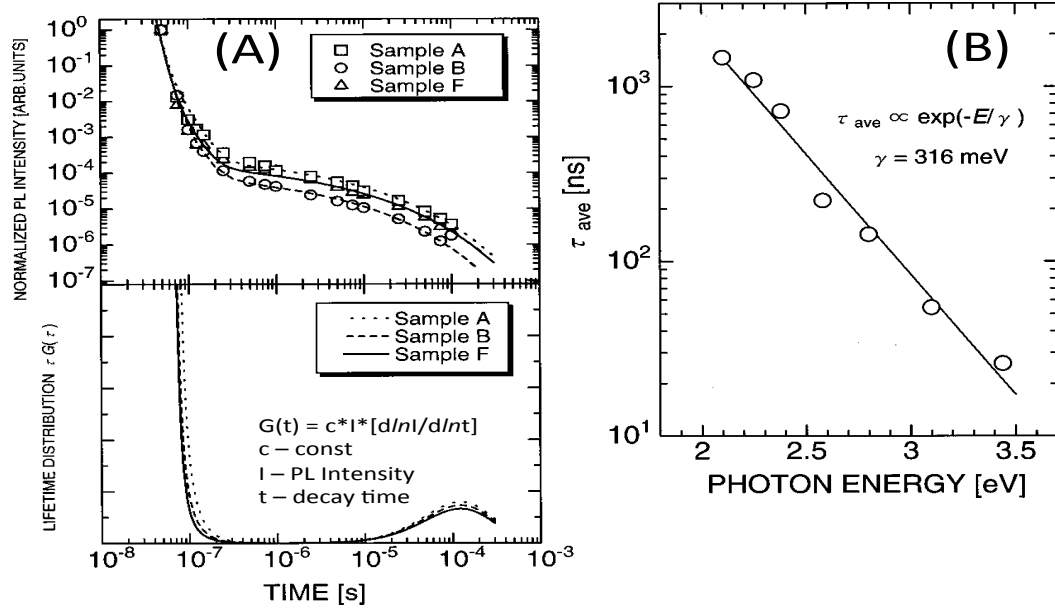 (A)
Sample A
Sample B
Sample F
NORMALIZED PL INTENSITY [ARB.UNITS]
10⁰
10⁻¹
10⁻²
10⁻³
10⁻⁴
10⁻⁵
10⁻⁶
10⁻⁷
Sample A
Sample B
Sample F
LIFETIME DISTRIBUTION τ G(τ)
G(t) = c*I*[dlnI/dlnt]
c – const
I – PL Intensity
t – decay time
10⁻⁸ 10⁻⁷ 10⁻⁶ 10⁻⁵ 10⁻⁴ 10⁻³
TIME [s]
(B)
τ ave ∝ exp(-E/γ)
γ = 316 meV
τ ave [ns]
10³
10²
10¹
2 2.5 3 3.5
PHOTON ENERGY [eV]